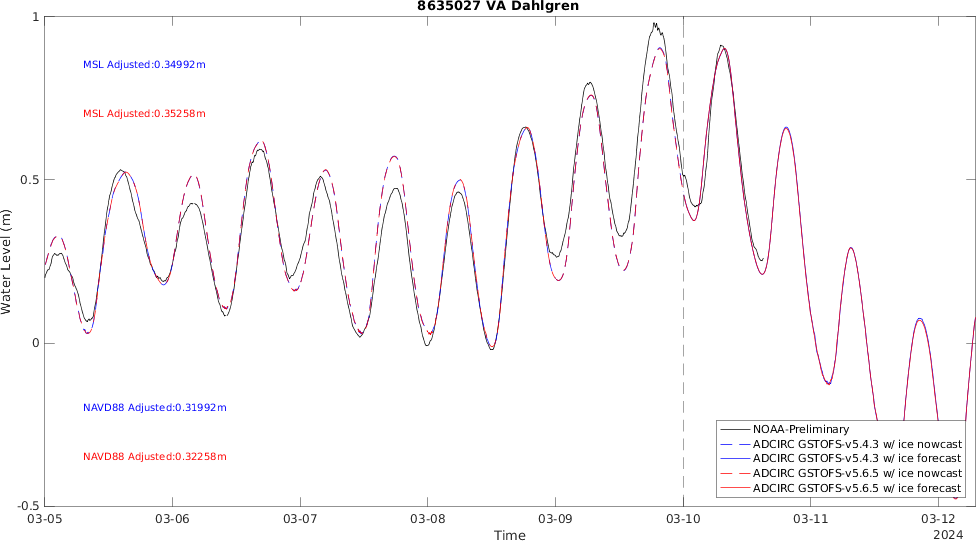 8635027 VA Dahlgren
1
0.5
0
-0.5
Water Level (m)
MSL Adjusted:0.34992m
MSL Adjusted:0.35258m
NAVD88 Adjusted:0.31992m
NAVD88 Adjusted:0.32258m
NOAA-Preliminary
ADCIRC GSTOFS-v5.4.3 w/ ice nowcast
ADCIRC GSTOFS-v5.4.3 w/ ice forecast
ADCIRC GSTOFS-v5.6.5 w/ ice nowcast
ADCIRC GSTOFS-v5.6.5 w/ ice forecast
03-05 03-06 03-07 03-08 03-09 03-10 03-11 03-12
Time
2024